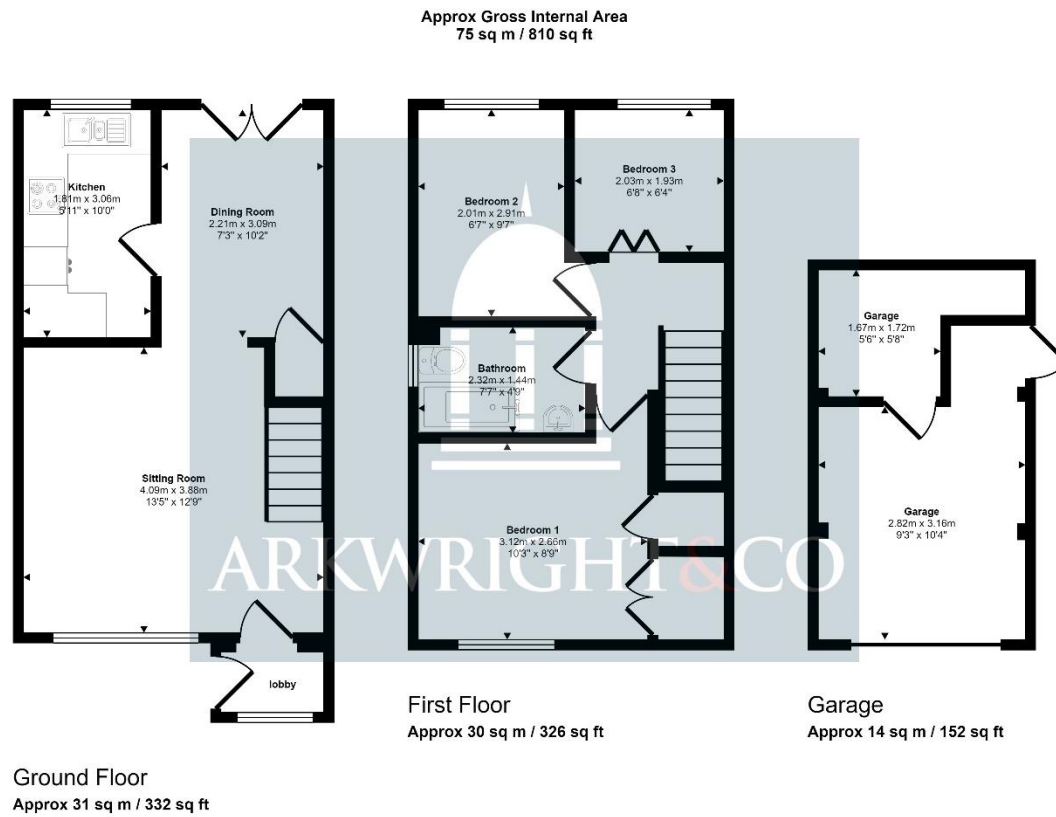 Approx Gross Internal Area
75 sq m / 810 sq ft
Kitchen
1.81m x 3.06m
5'11" x 10'0"
Dining Room
2.21m x 3.09m
7'3" x 10'2"
Sitting Room
4.09m x 3.88m
13'5" x 12'9"
lobby
Ground Floor
Approx 31 sq m / 332 sq ft
Bedroom 2
2.01m x 2.91m
6'7" x 9'7"
Bedroom 3
2.03m x 1.93m
6'8" x 6'4"
Bathroom
2.32m x 1.44m
7'7" x 4'9"
Bedroom 1
3.12m x 2.66m
10'3" x 8'9"
ARKWRIGHT&CO
First Floor
Approx 30 sq m / 326 sq ft
Garage
1.67m x 1.72m
5'6" x 5'8"
Garage
2.82m x 3.16m
9'3" x 10'4"
Garage
Approx 14 sq m / 152 sq ft